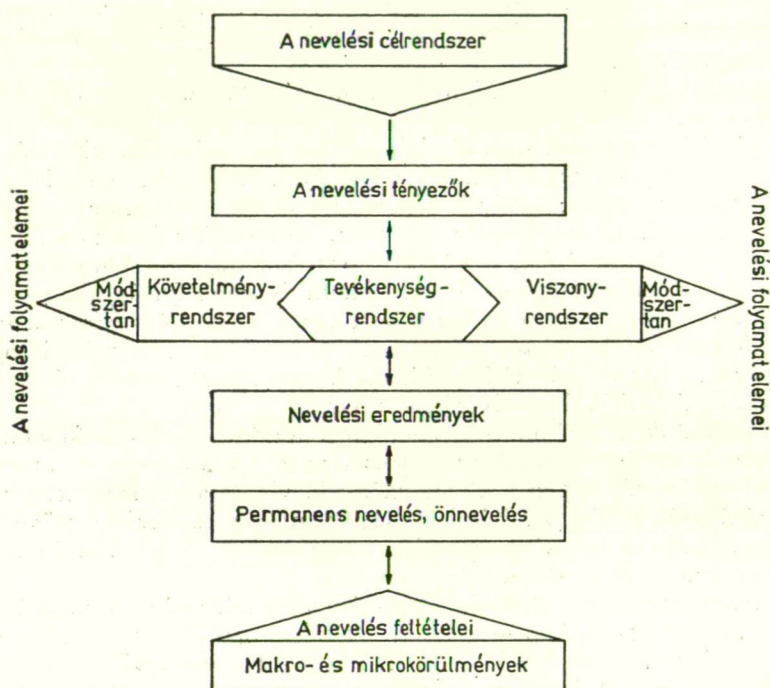 A nevelési célrendszer
A nevelési tényezők
A nevelési folyamat elemei
Mód-
szer-
tan
Követelmény-
rendszer
Tevékenység-
rendszer
Viszony-
rendszer
Mód-
szer-
tan
A nevelési folyamat elemei
Nevelési eredmények
Permanens nevelés, önnevelés
A nevelés feltételei
Makro- és mikrokörülmények